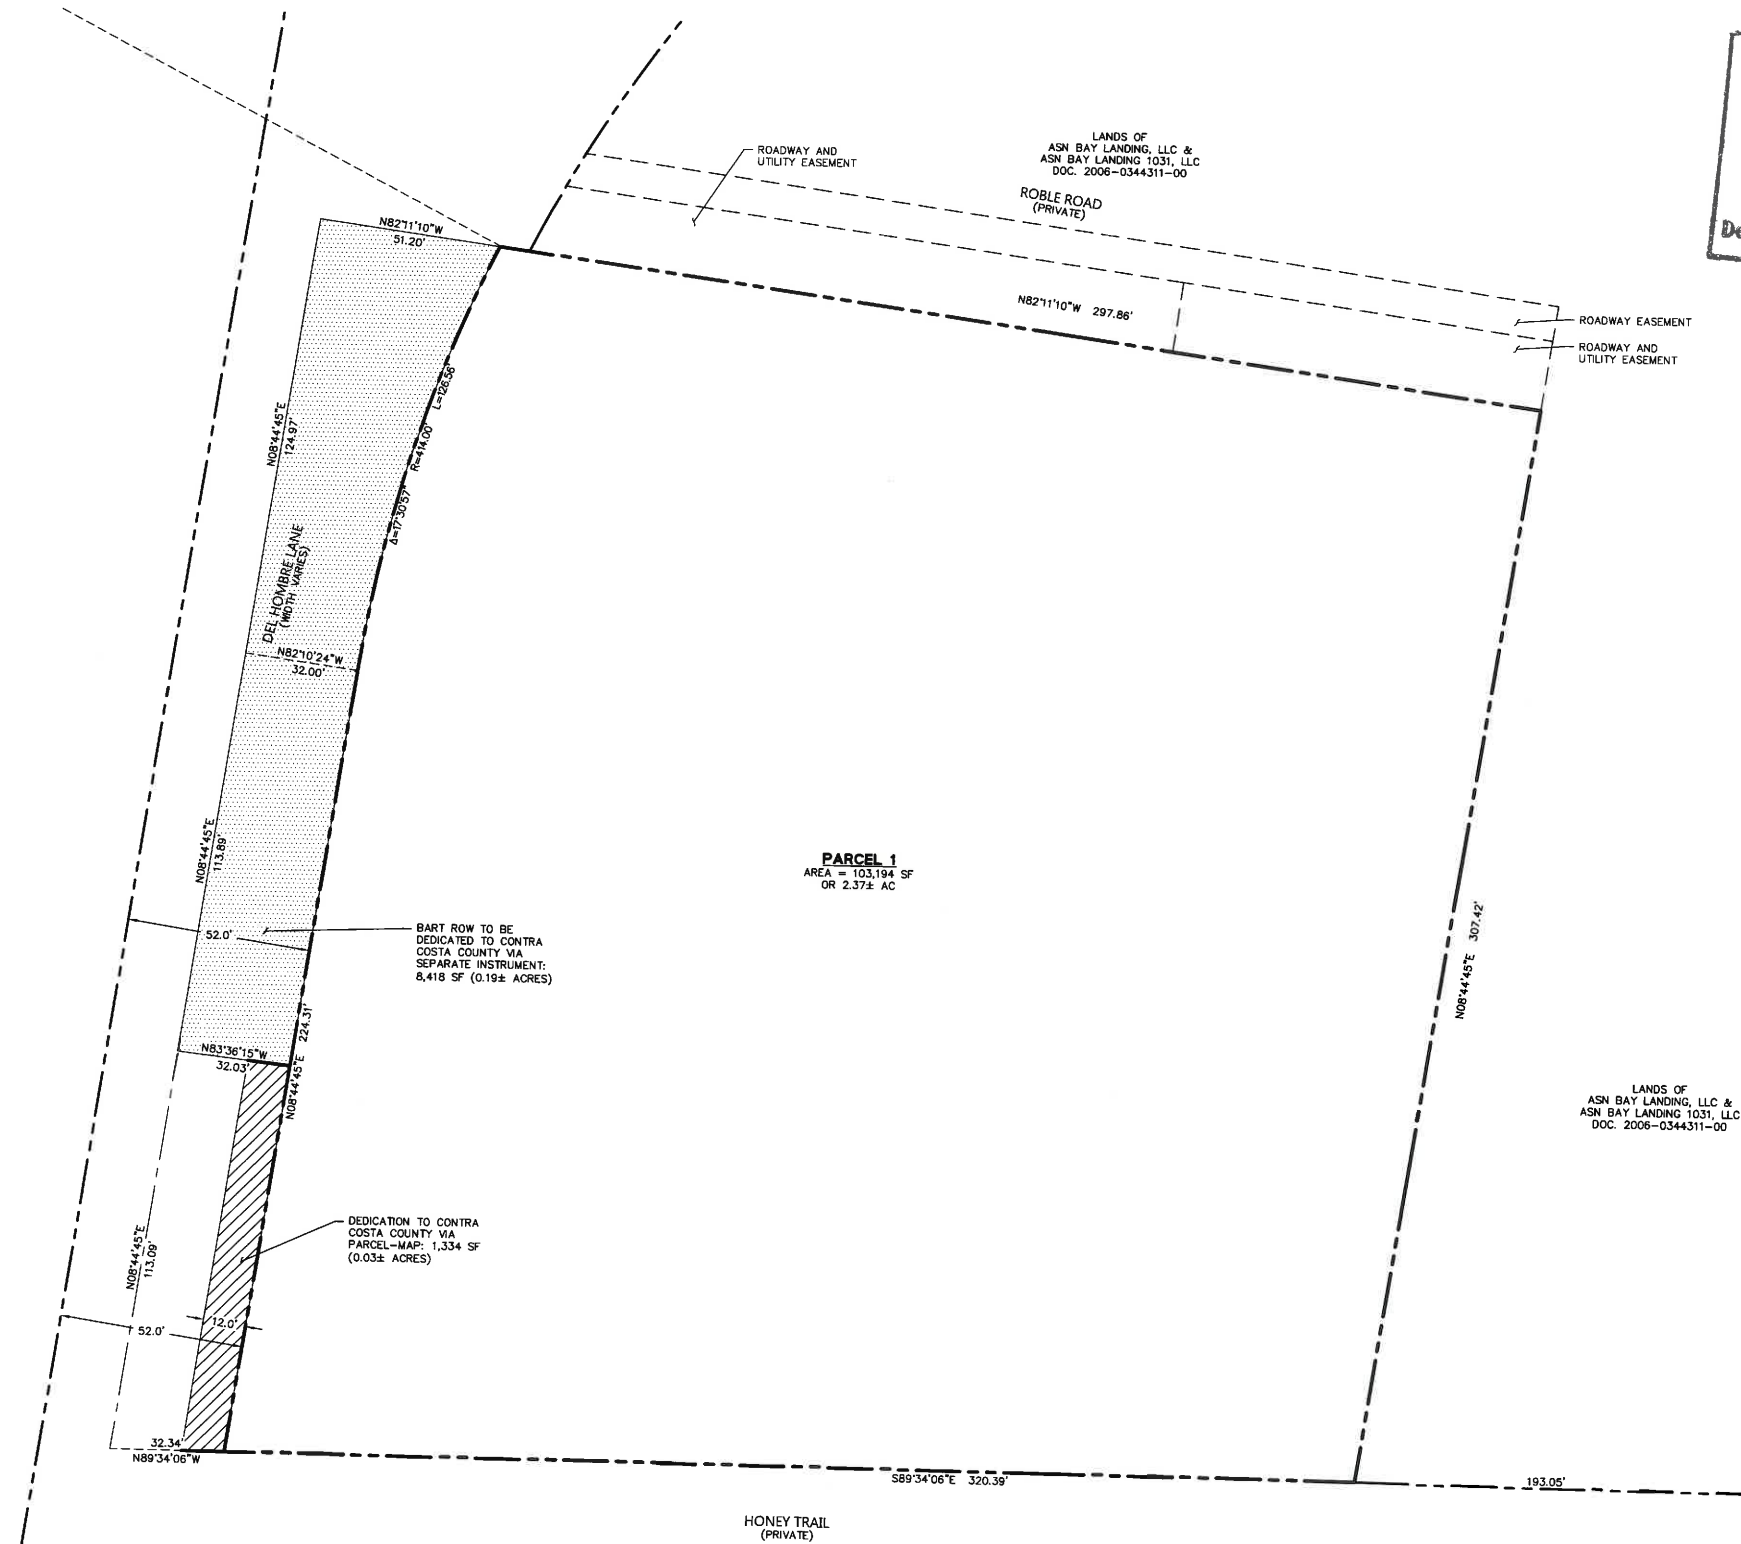 LANDS OF
ASN BAY LANDING, LLC &
ASN BAY LANDING 1031, LLC
DOC. 2006-0344311-00
ROADWAY AND
UTILITY EASEMENT
ROBLE ROAD
(PRIVATE)
N82°11'10"W
51.20'
N82°11'10"W 297.86'
ROADWAY EASEMENT
ROADWAY AND
UTILITY EASEMENT
L=126.56'
R=414.00'
Δ=17°30'57"
N08°44'45"E
124.97'
DEL HOMBRE LANE
(WIDTH VARIES)
N82°10'24"W
32.00'
N08°44'45"E
113.89'
PARCEL 1
AREA = 103,194 SF
OR 2.37± AC
52.0'
BART ROW TO BE
DEDICATED TO CONTRA
COSTA COUNTY VIA
SEPARATE INSTRUMENT:
8,418 SF (0.19± ACRES)
N08°44'45"E 307.42'
N08°44'45"E 224.31'
N83°36'15"W
32.03'
LANDS OF
ASN BAY LANDING, LLC &
ASN BAY LANDING 1031, LLC
DOC. 2006-0344311-00
DEDICATION TO CONTRA
COSTA COUNTY VIA
PARCEL-MAP: 1,334 SF
(0.03± ACRES)
N08°44'45"E
113.09'
12.0'
52.0'
32.34'
N89°34'06"W
S89°34'06"E 320.39'
193.05'
HONEY TRAIL
(PRIVATE)